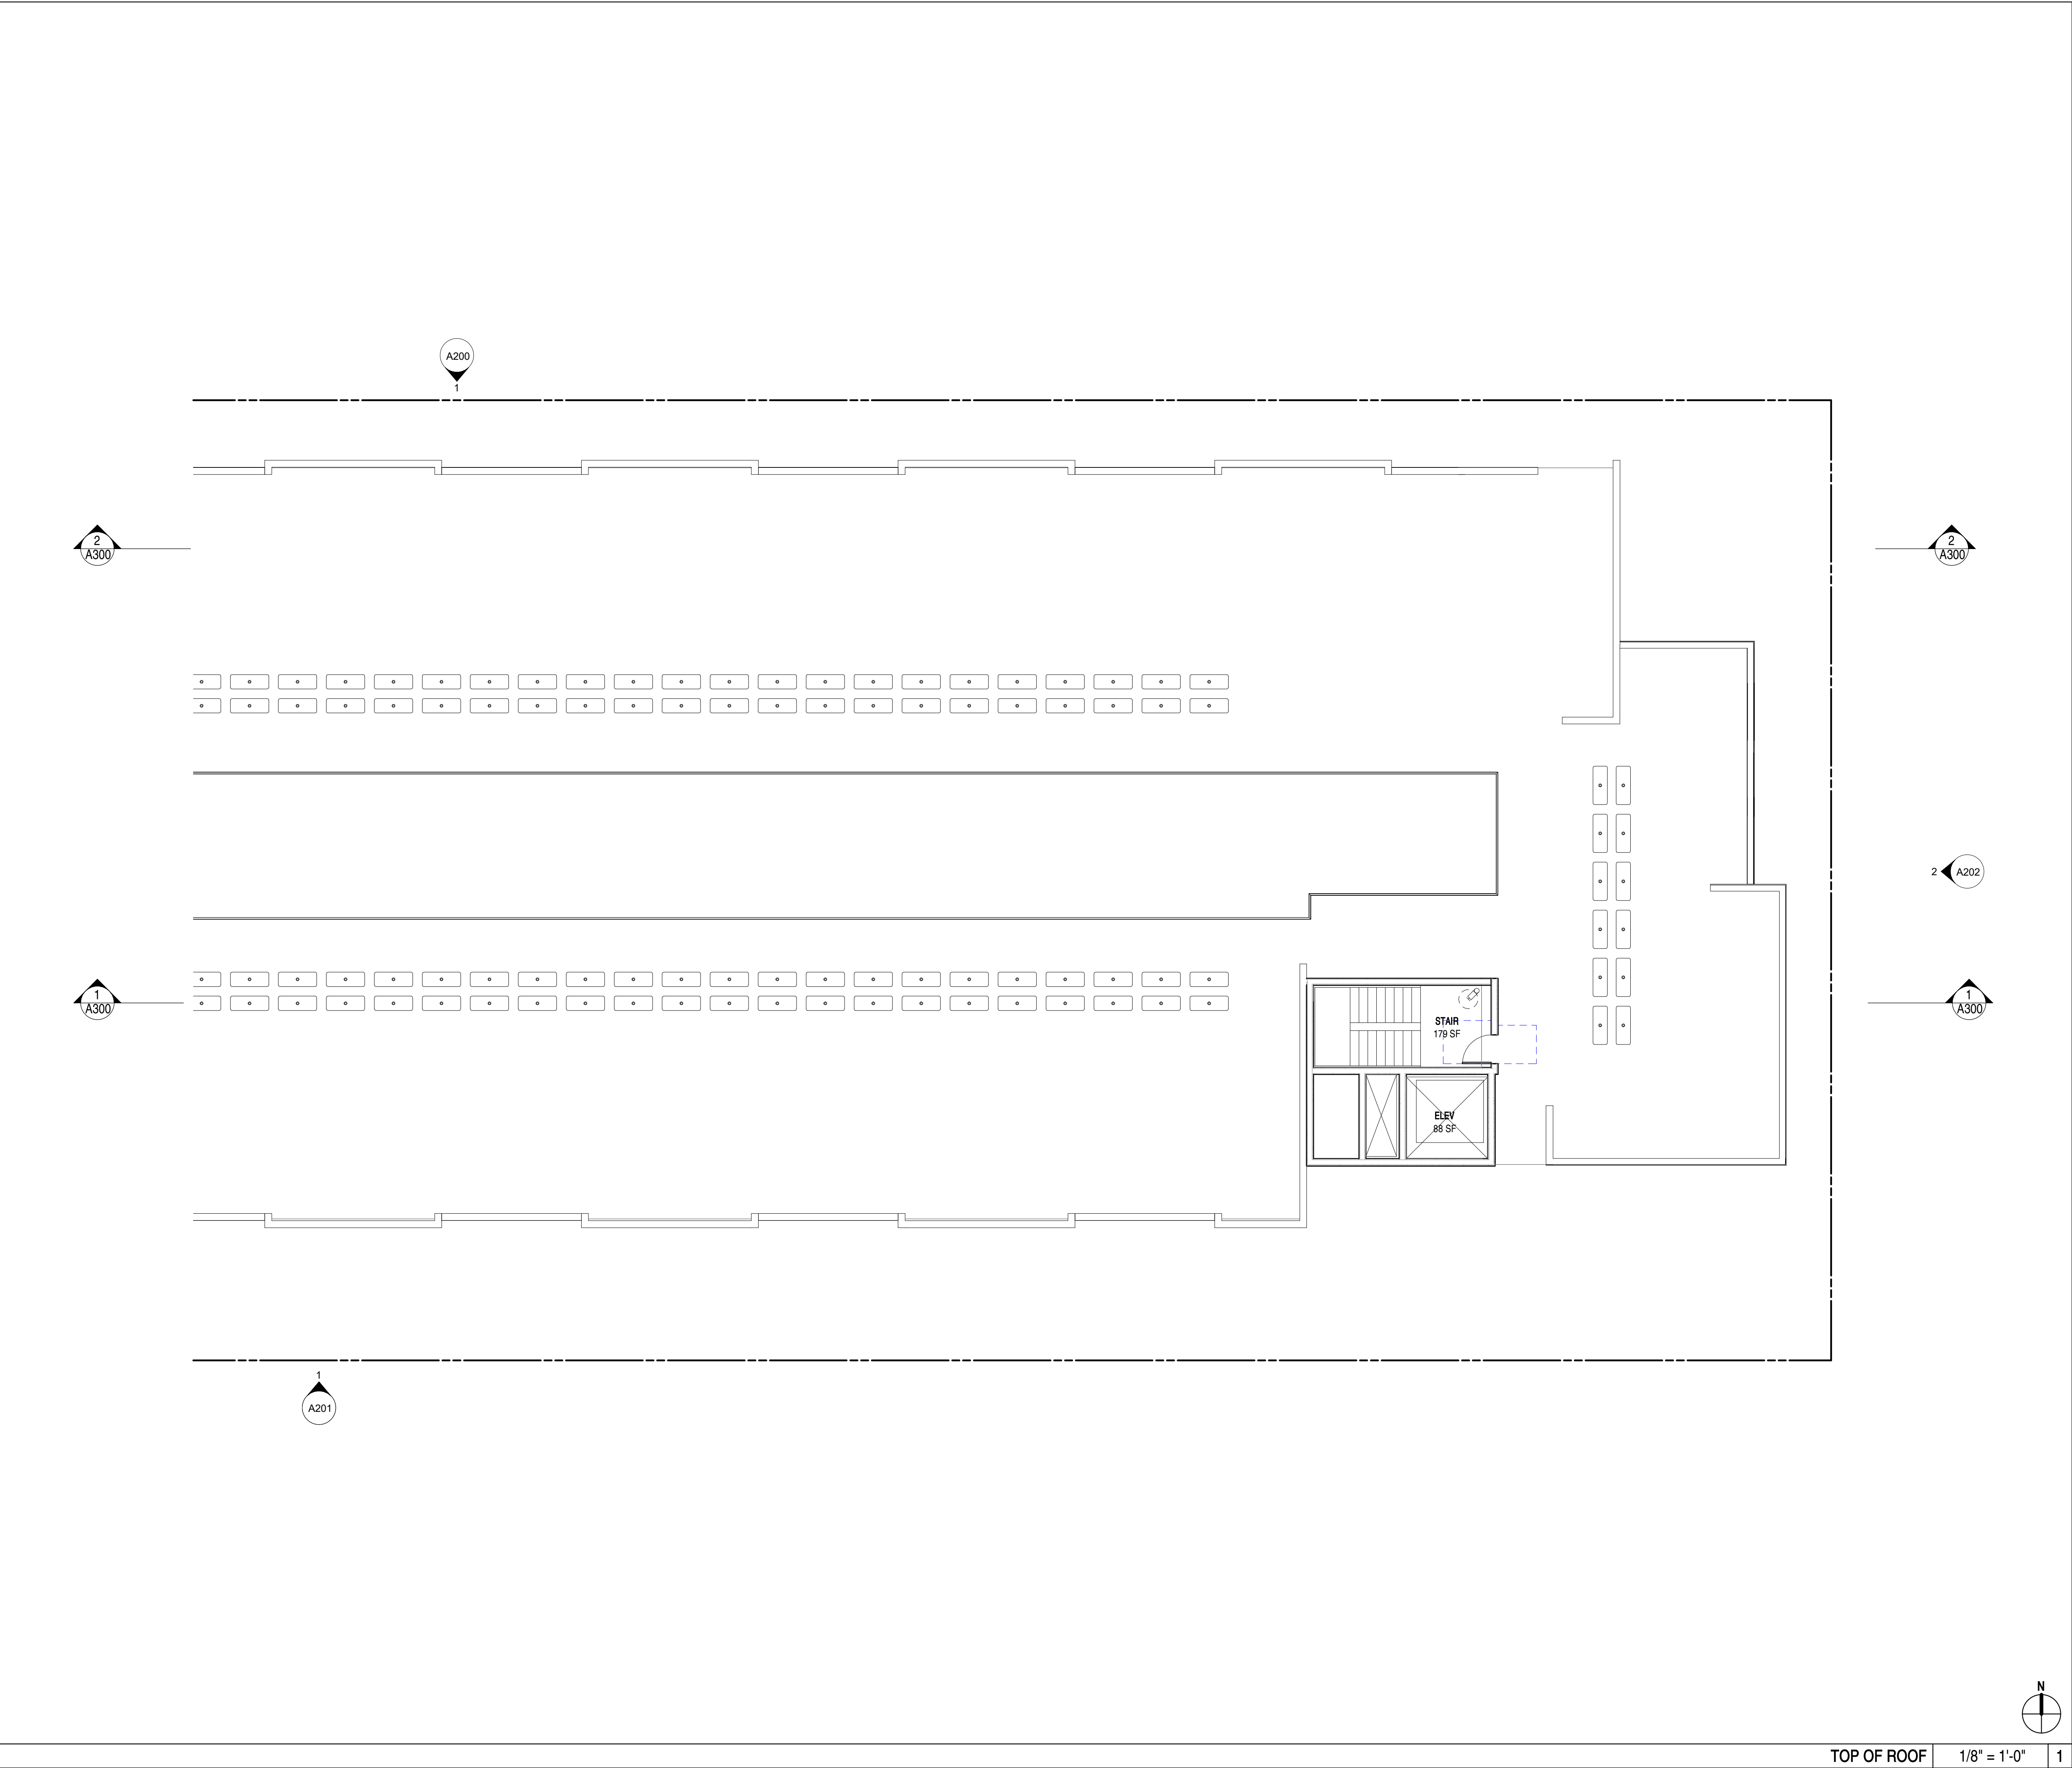 A200
1
2
A300
2
A300
2
A202
1
A300
1
A300
STAIR
179 SF
ELEV
88 SF
1
A201
N
TOP OF ROOF
1/8" = 1'-0"
1